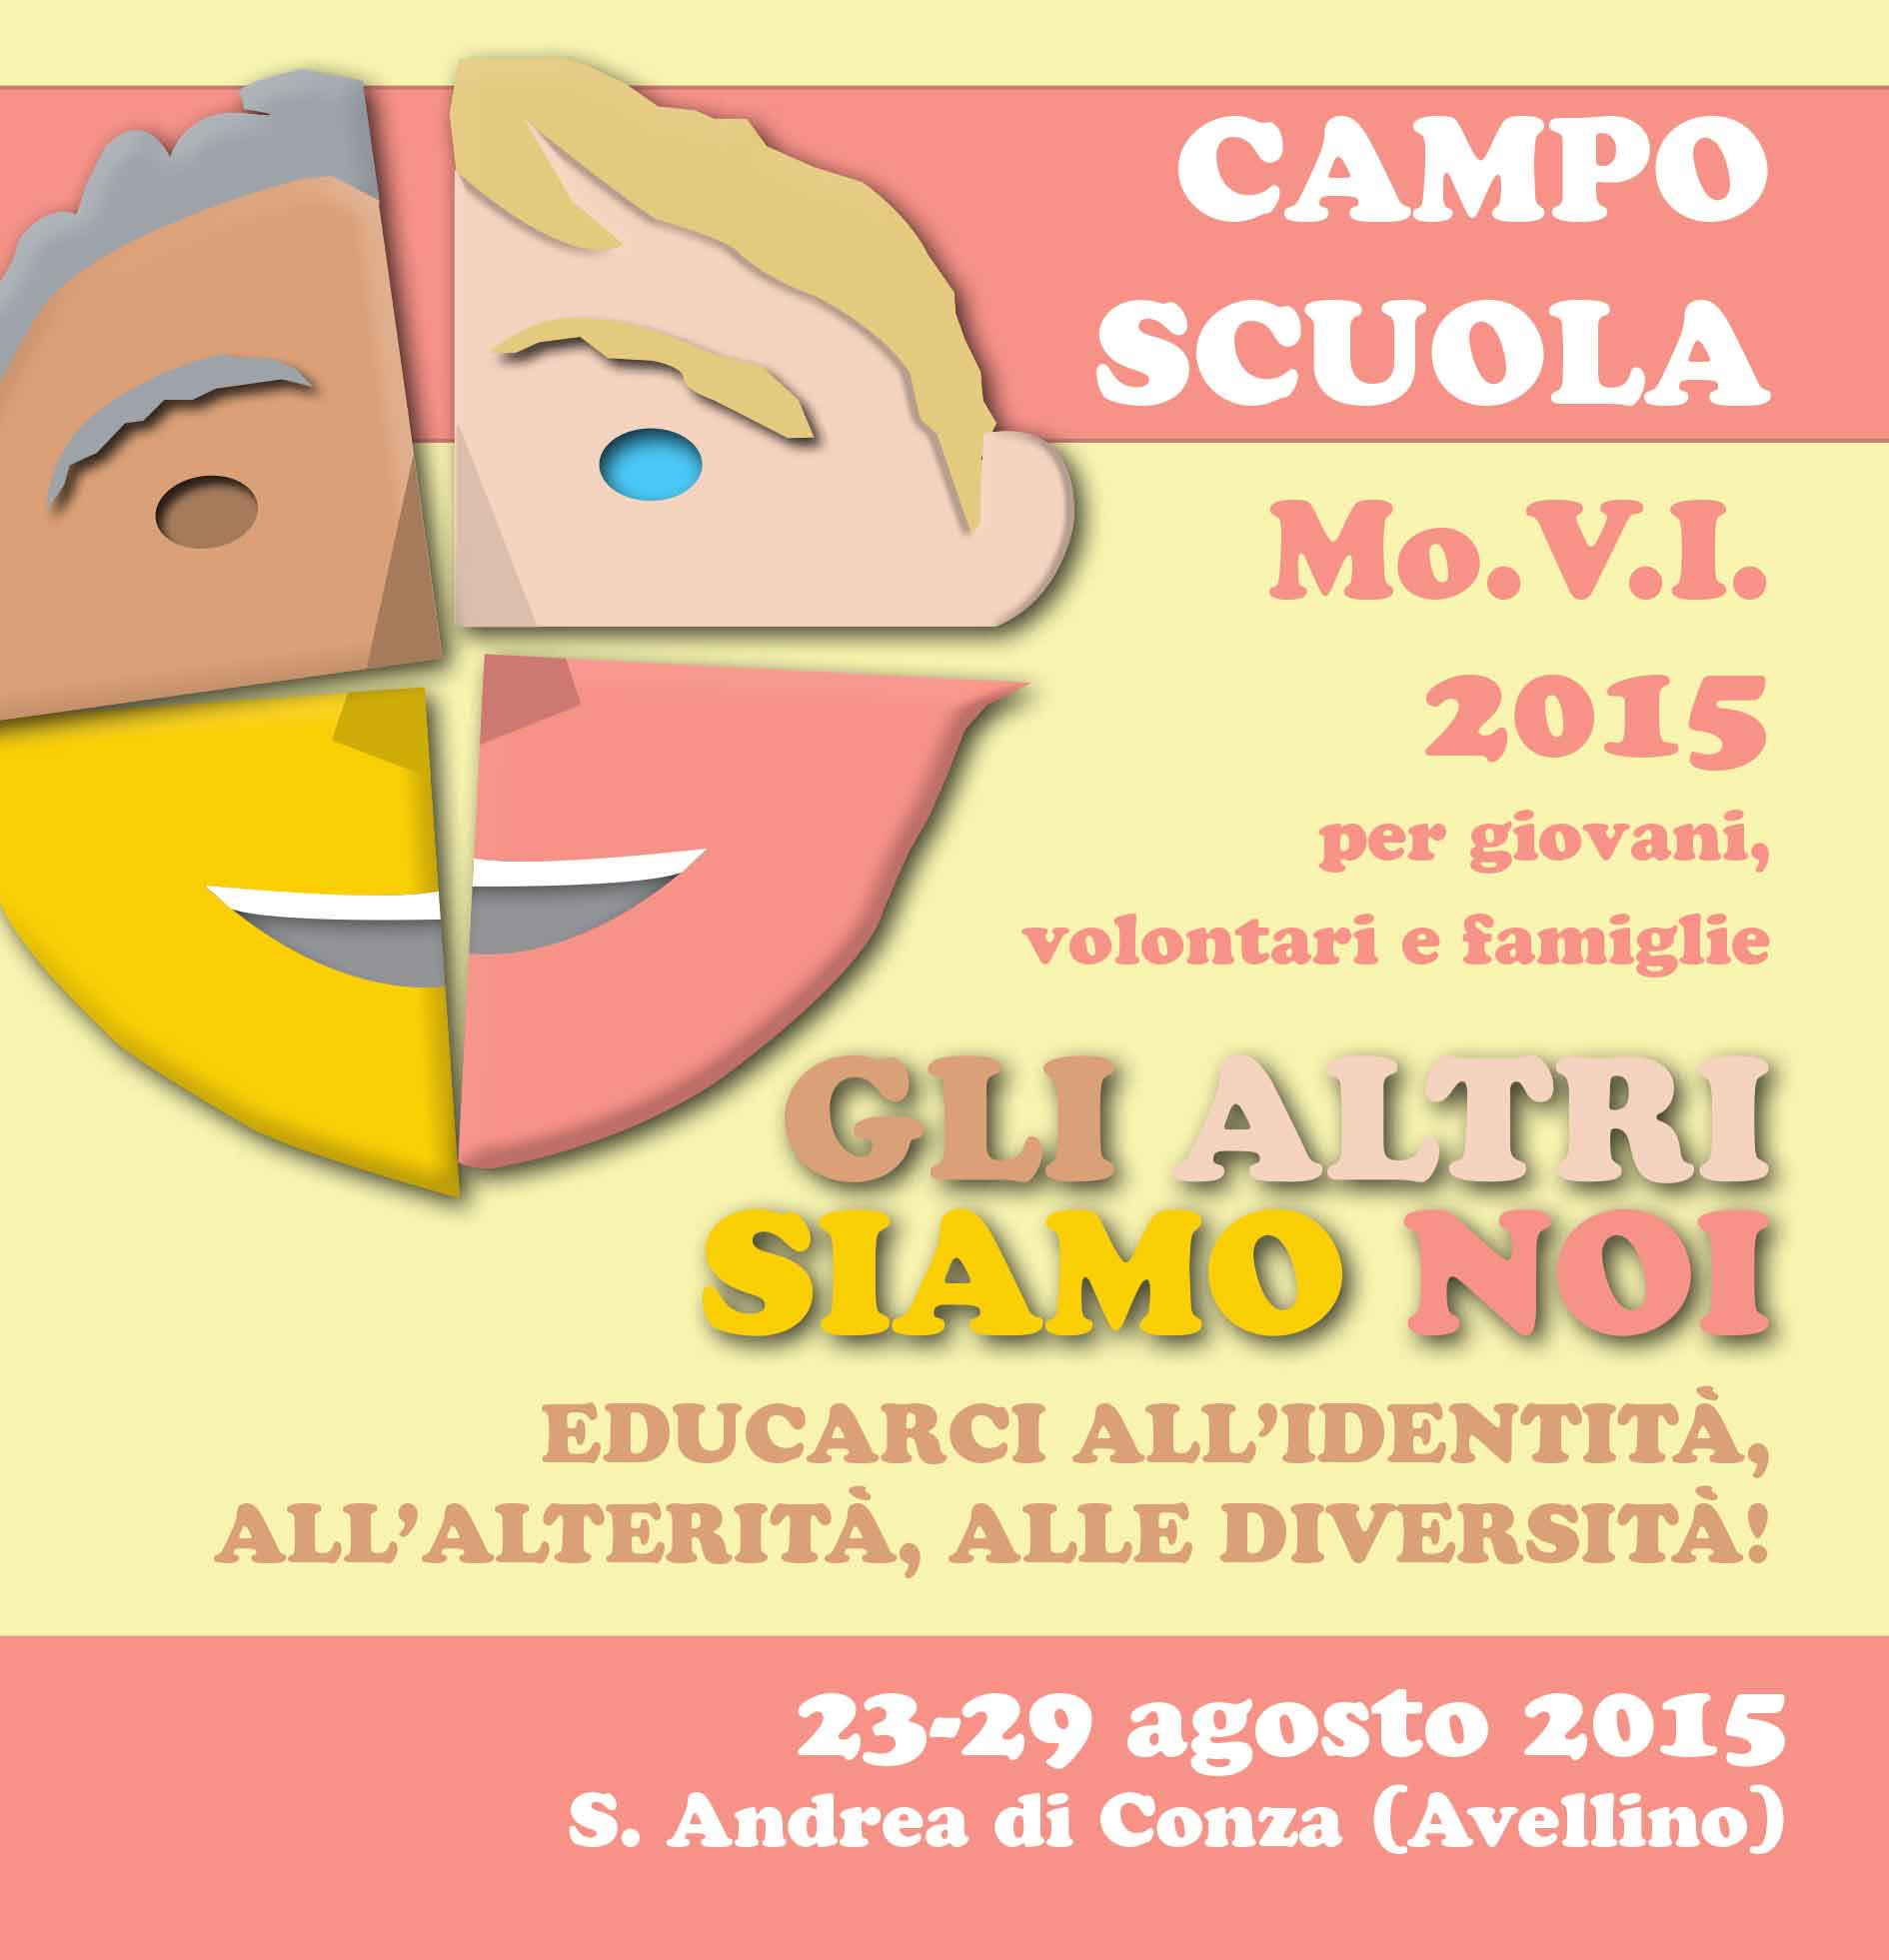 CAMPO
SCUOLA
Mo.V.I.
2015
per giovani,
volontari e famiglie
GLI ALTRI
SIAMO NOI
EDUCARCI ALL’IDENTITÀ,
ALL’ALTERITÀ, ALLE DIVERSITÀ!
23-29 agosto 2015
S. Andrea di Conza (Avellino)